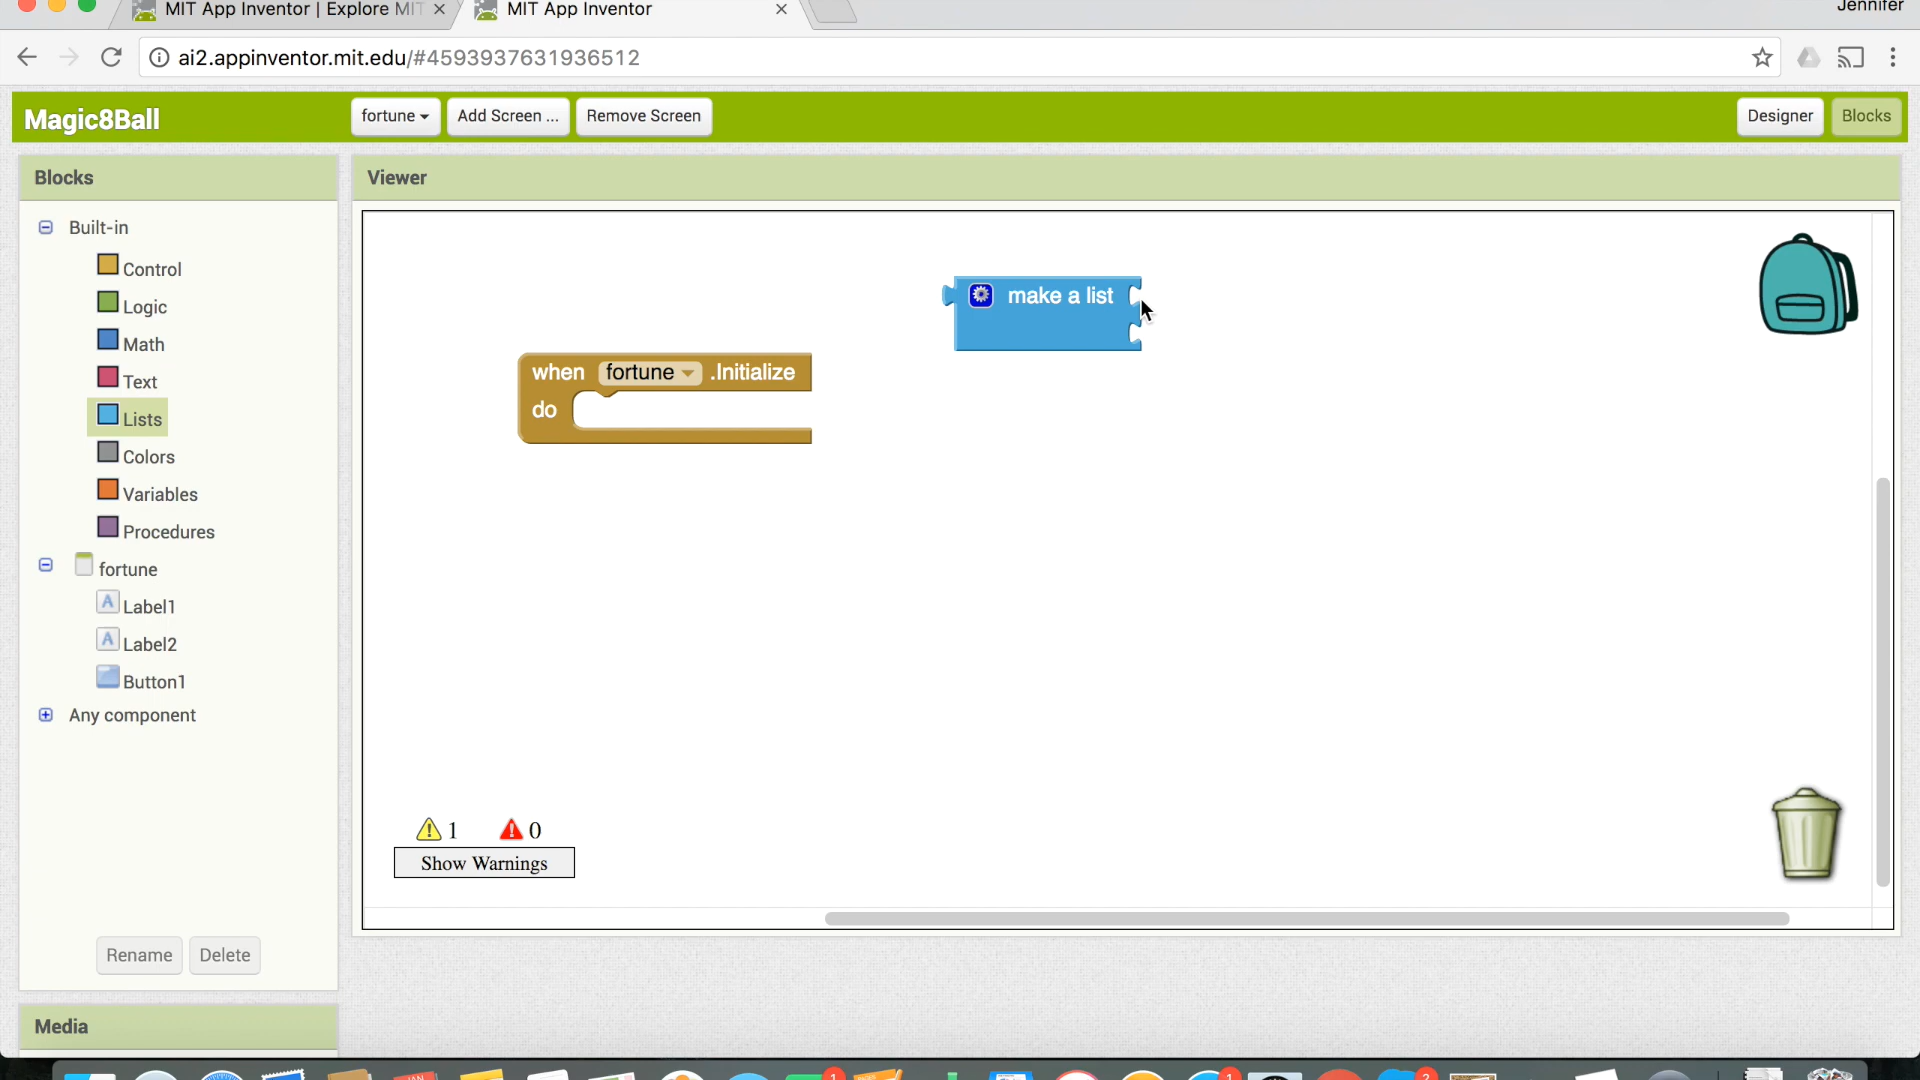 MIT App Inventor | Explore MIT
MIT App Inventor
Jennifer
ai2.appinventor.mit.edu/#4593937631936512
Magic8Ball
fortune
Add Screen ...
Remove Screen
Designer
Blocks
Blocks
Viewer
Built-in
Control
Logic
Math
Text
Lists
Colors
Variables
Procedures
fortune
A Label1
A Label2
Button1
Any component
make a list
when fortune .Initialize
do
1 0
Show Warnings
Rename
Delete
Media